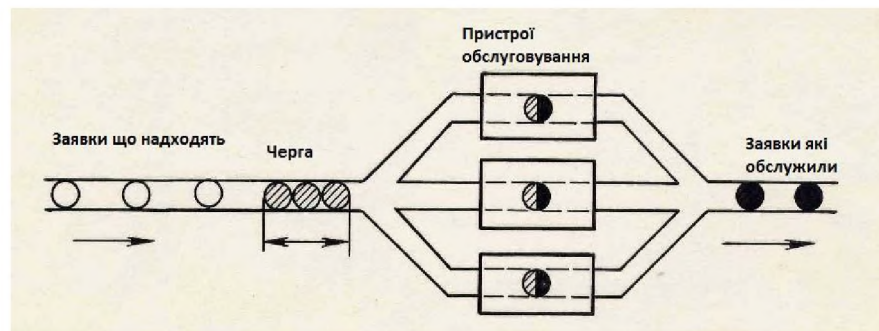 Пристрої
обслуговування
Заявки що надходять
Черга
Заявки які
обслужили